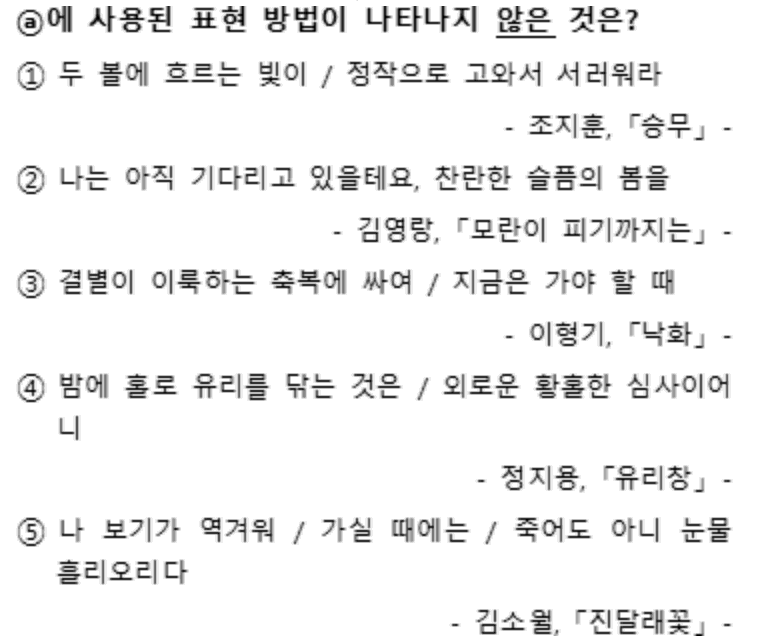 ⓐ에 사용된 표현 방법이 나타나지 않은 것은?
① 두 볼에 흐르는 빛이 / 정작으로 고와서 서러워라
- 조지훈, 「승무」 -
② 나는 아직 기다리고 있을테요, 찬란한 슬픔의 봄을
- 김영랑, 「모란이 피기까지는」 -
③ 결별이 이룩하는 축복에 싸여 / 지금은 가야 할 때
- 이형기, 「낙화」 -
④ 밤에 홀로 유리를 닦는 것은 / 외로운 황홀한 심사이어
니
- 정지용, 「유리창」 -
⑤ 나 보기가 역겨워 / 가실 때에는 / 죽어도 아니 눈물
흘리오리다
- 김소월, 「진달래꽃」 -